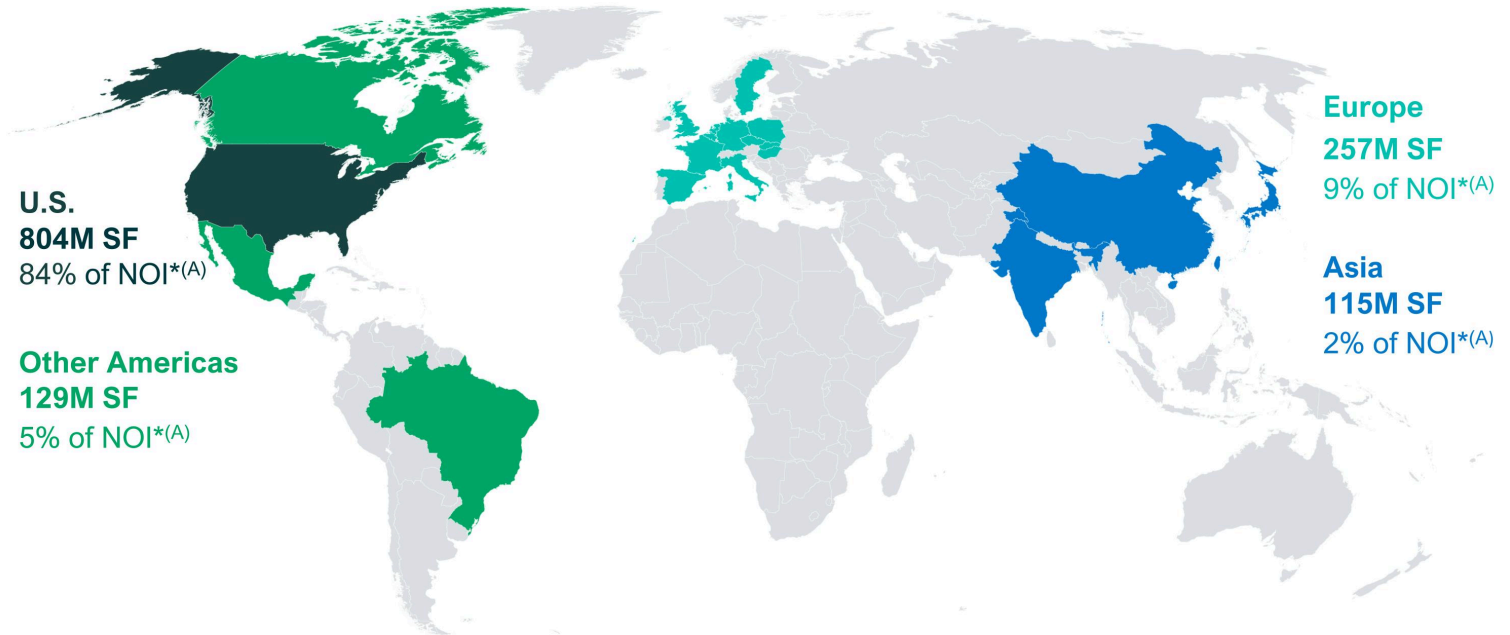 U.S.
804M SF
84% of NOI*(A)
Other Americas
129M SF
5% of NOI*(A)
Europe
257M SF
9% of NOI*(A)
Asia
115M SF
2% of NOI*(A)